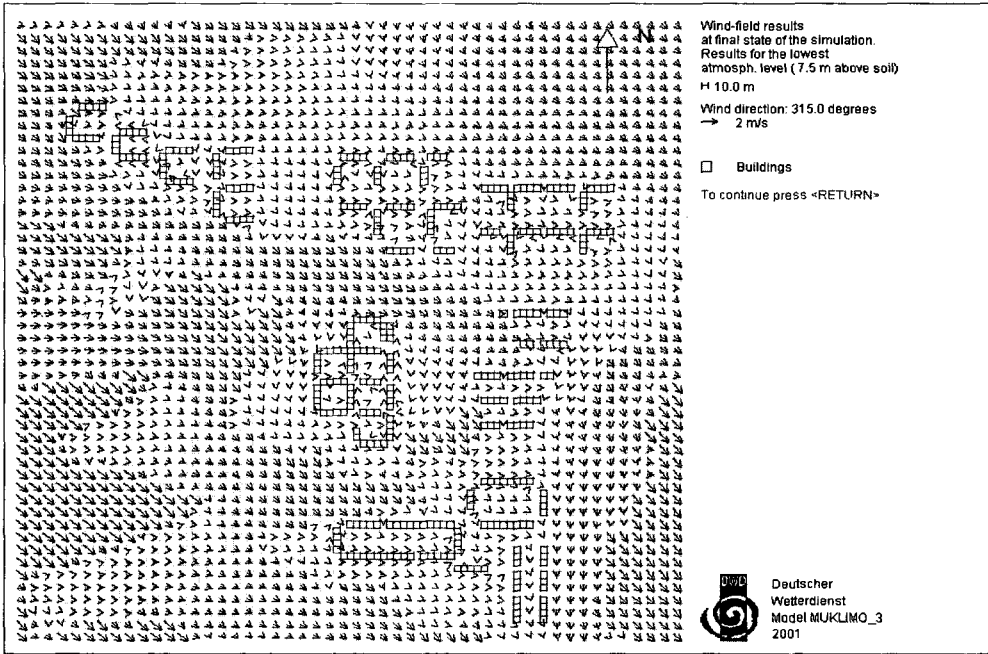 N
Wind-field results
at final state of the simulation.
Results for the lowest
atmosph. level ( 7.5 m above soil)
H 10.0 m
Wind direction: 315.0 degrees
2 m/s
Buildings
To continue press <RETURN>
DWD
Deutscher
Wetterdienst
Model MUKLIMO_3
2001